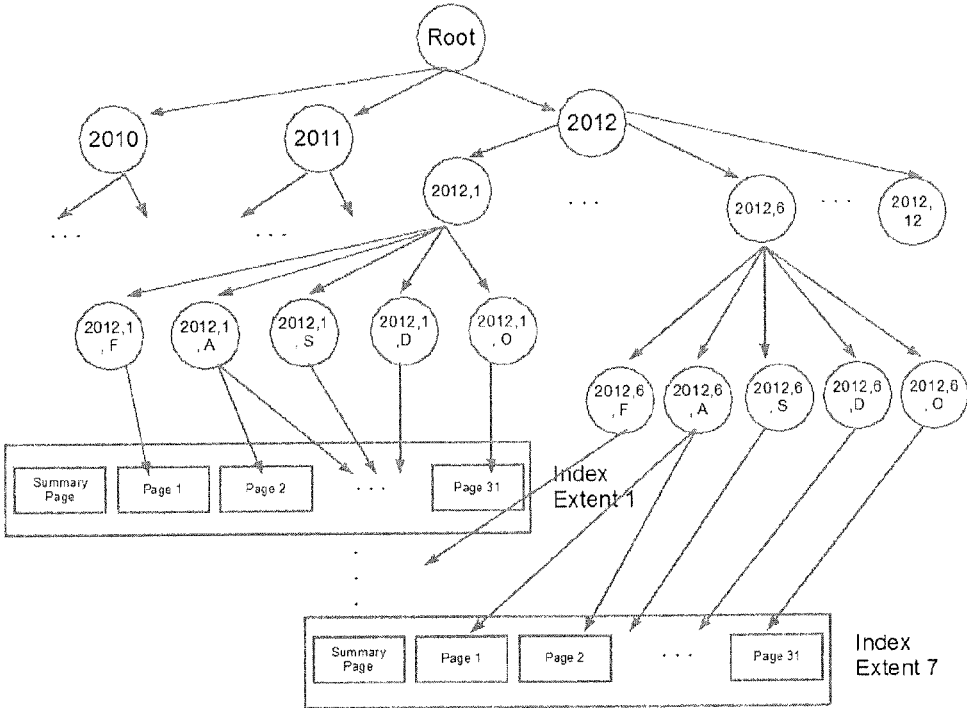 Root
2010
2011
2012
2012,1
. . .
2012,6
. . .
2012,
12
. . .
. . .
2012,1
, F
2012,1
, A
2012,1
, S
2012,1
, D
2012,1
, O
2012,6
, F
2012,6
, A
2012,6
, S
2012,6
, D
2012,6
, O
Summary
Page
Page 1
Page 2
. . .
Page 31
Index
Extent 1
.
.
.
Summary
Page
Page 1
Page 2
. . .
Page 31
Index
Extent 7